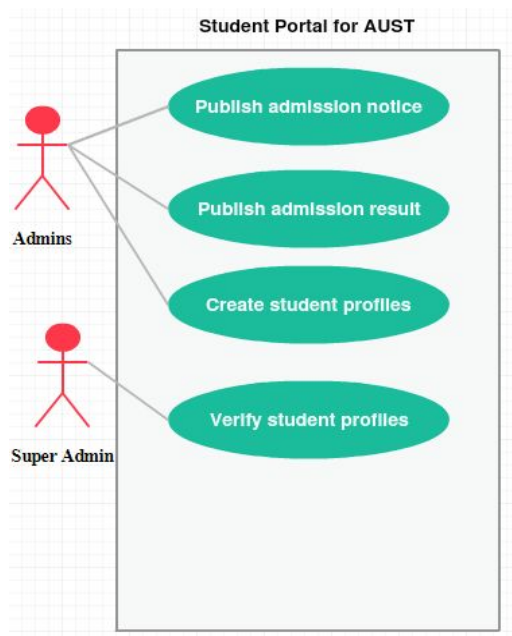 Student Portal for AUST
Publish admission notice
Admins
Publish admission result
Create student profiles
Super Admin
Verify student profiles